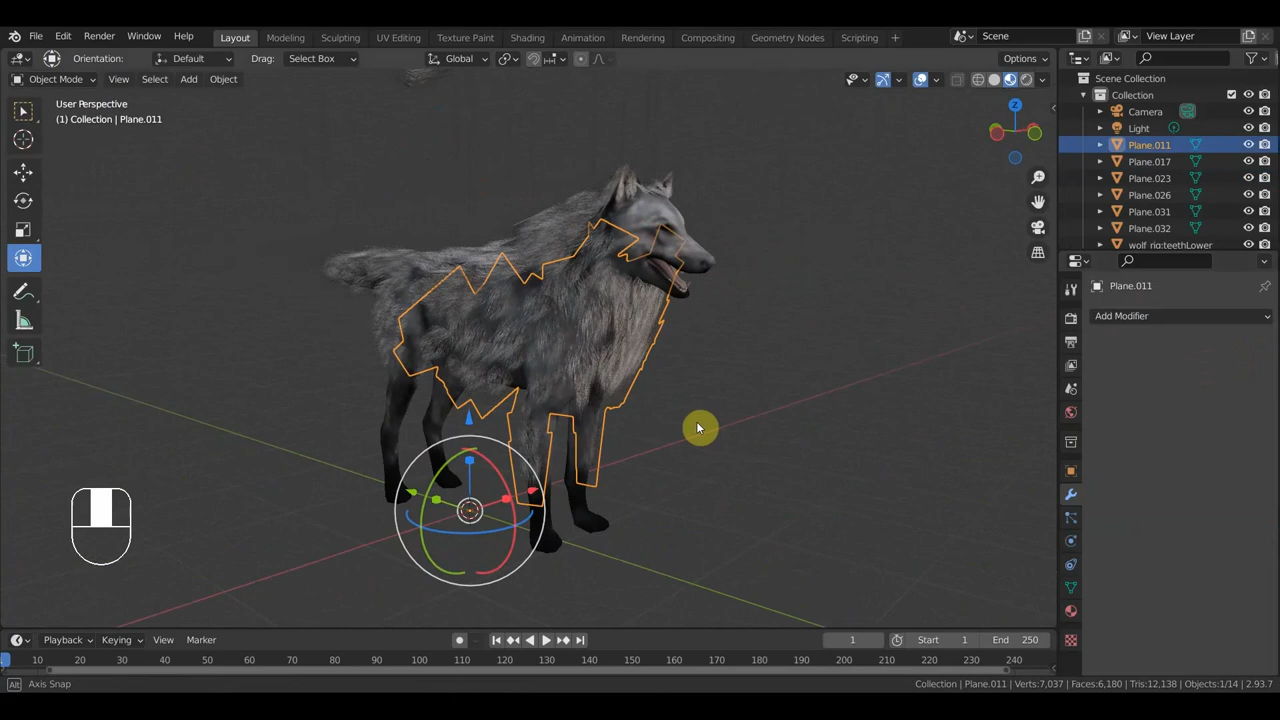 File Edit Render Window Help Layout Modeling Sculpting UV Editing Texture Paint Shading Animation Rendering Compositing Geometry Nodes Scripting + Scene View Layer
Orientation: Default Drag: Select Box Global Options
Object Mode View Select Add Object
User Perspective
(1) Collection | Plane.011
Z
Scene Collection
Collection
Camera
Light
Plane.011
Plane.017
Plane.023
Plane.026
Plane.031
Plane.032
wolf_rig:teethLower
Plane.011
Add Modifier
Playback Keying View Marker 1 Start 1 End 250
10 20 30 40 50 60 70 80 90 100 110 120 130 140 150 160 170 180 190 200 210 220 230 240
Alt Axis Snap Collection | Plane.011 | Verts:7,037 | Faces:6,180 | Tris:12,138 | Objects:1/14 | 2.93.7